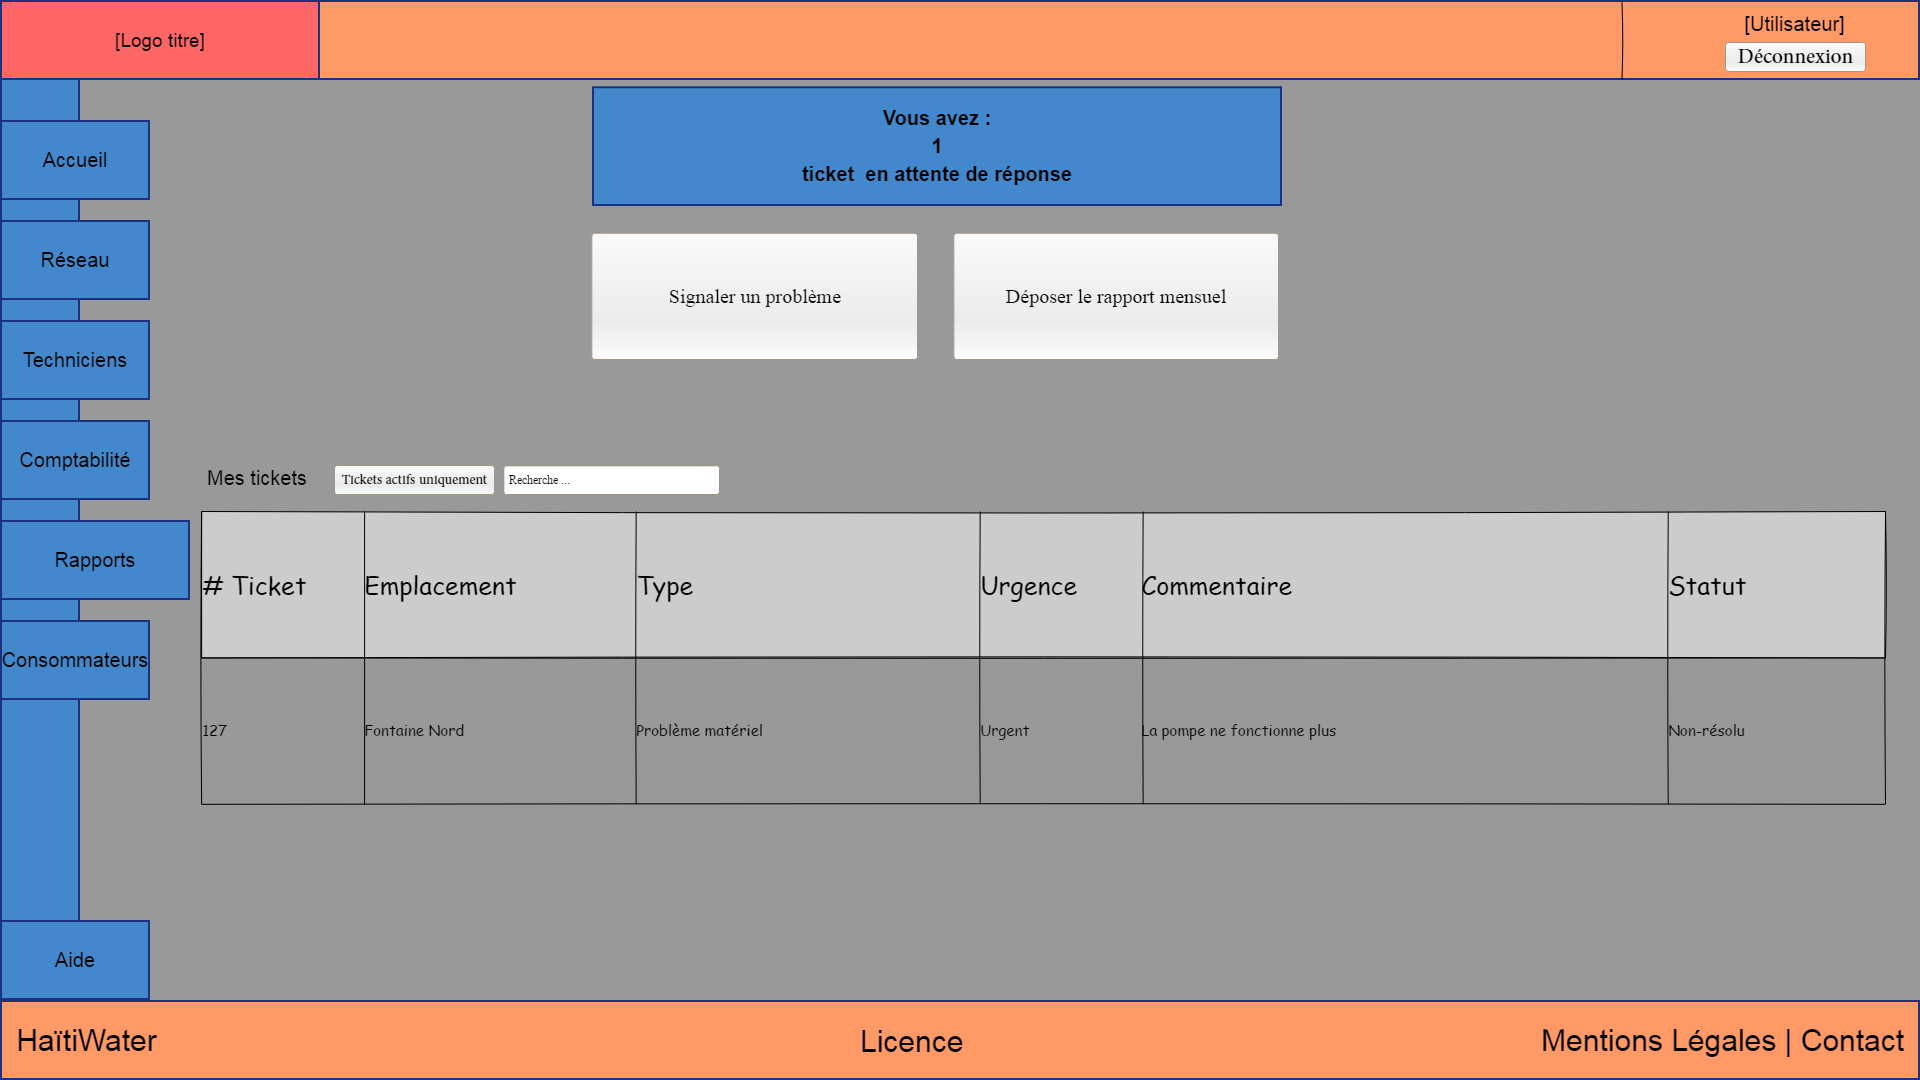 [Logo titre]
[Utilisateur]
Déconnexion
Vous avez :
1
ticket  en attente de réponse
Accueil
Réseau
Techniciens
Comptabilité
Rapports
Consommateurs
Aide
Signaler un problème
Déposer le rapport mensuel
Mes tickets
Tickets actifs uniquement
Recherche ...
# Ticket Emplacement Type Urgence Commentaire Statut
127 Fontaine Nord Problème matériel Urgent La pompe ne fonctionne plus Non-résolu
HaïtiWater
Licence
Mentions Légales | Contact